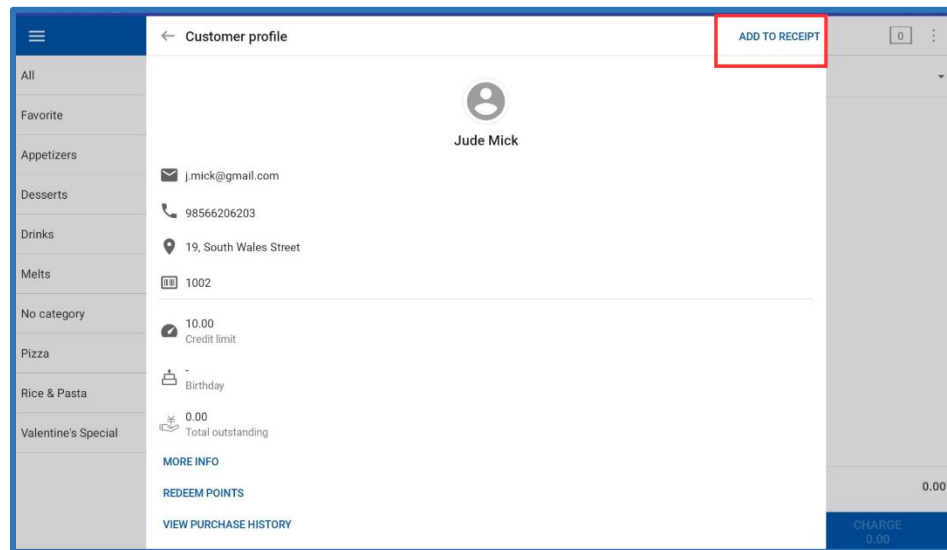 Customer profile
ADD TO RECEIPT
0
All
Favorite
Appetizers
Desserts
Drinks
Melts
No category
Pizza
Rice & Pasta
Valentine's Special
Jude Mick
j.mick@gmail.com
98566206203
19, South Wales Street
1002
10.00
Credit limit
-
Birthday
0.00
Total outstanding
MORE INFO
REDEEM POINTS
VIEW PURCHASE HISTORY
0.00
CHARGE
0.00